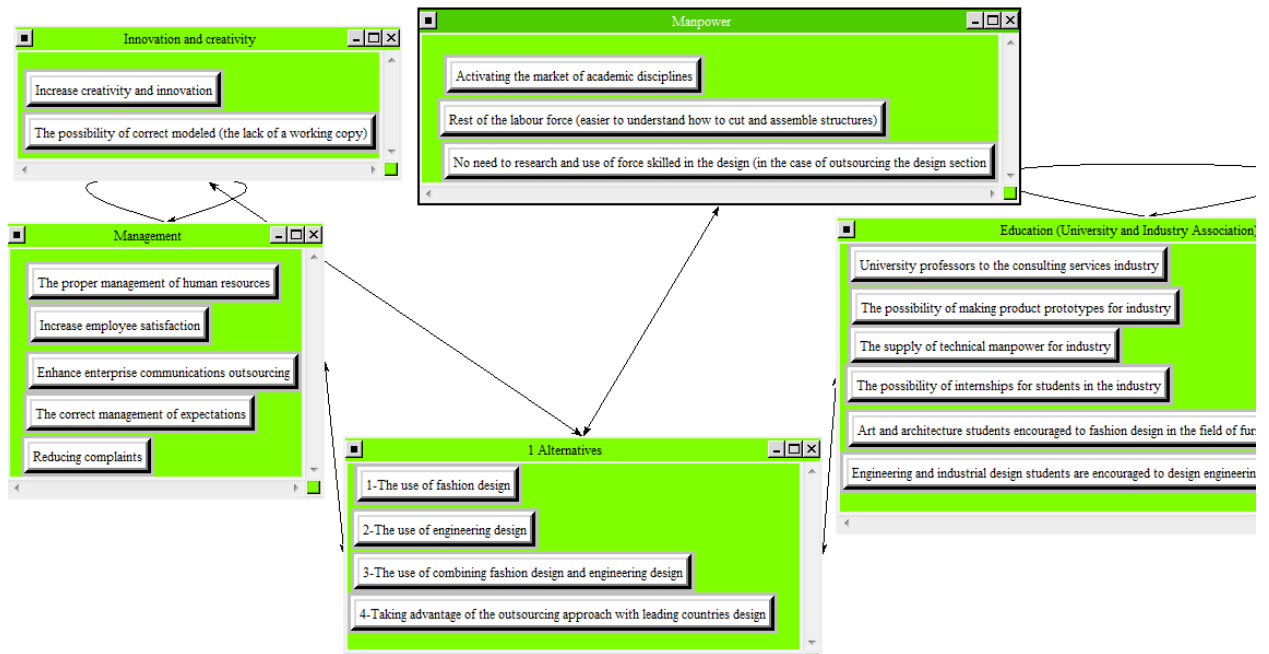 Innovation and creativity
Increase creativity and innovation
The possibility of correct modeled (the lack of a working copy)
Manpower
Activating the market of academic disciplines
Rest of the labour force (easier to understand how to cut and assemble structures)
No need to research and use of force skilled in the design (in the case of outsourcing the design section
Management
The proper management of human resources
Increase employee satisfaction
Enhance enterprise communications outsourcing
The correct management of expectations
Reducing complaints
1 Alternatives
1-The use of fashion design
2-The use of engineering design
3-The use of combining fashion design and engineering design
4-Taking advantage of the outsourcing approach with leading countries design
Education (University and Industry Association)
University professors to the consulting services industry
The possibility of making product prototypes for industry
The supply of technical manpower for industry
The possibility of internships for students in the industry
Art and architecture students encouraged to fashion design in the field of
Engineering and industrial design students are encouraged to design